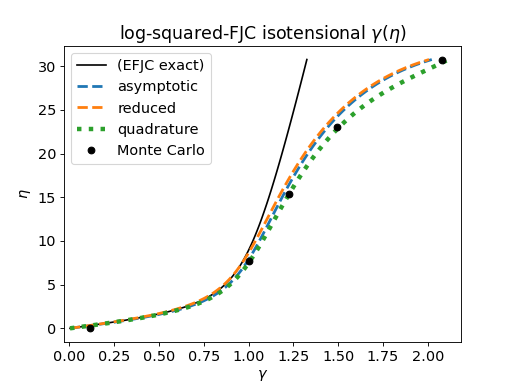 log-squared-FJC isotensional γ(η)
(EFJC exact)
asymptotic
reduced
quadrature
Monte Carlo
η
30
25
20
15
10
5
0
0.00 0.25 0.50 0.75 1.00 1.25 1.50 1.75 2.00
γ